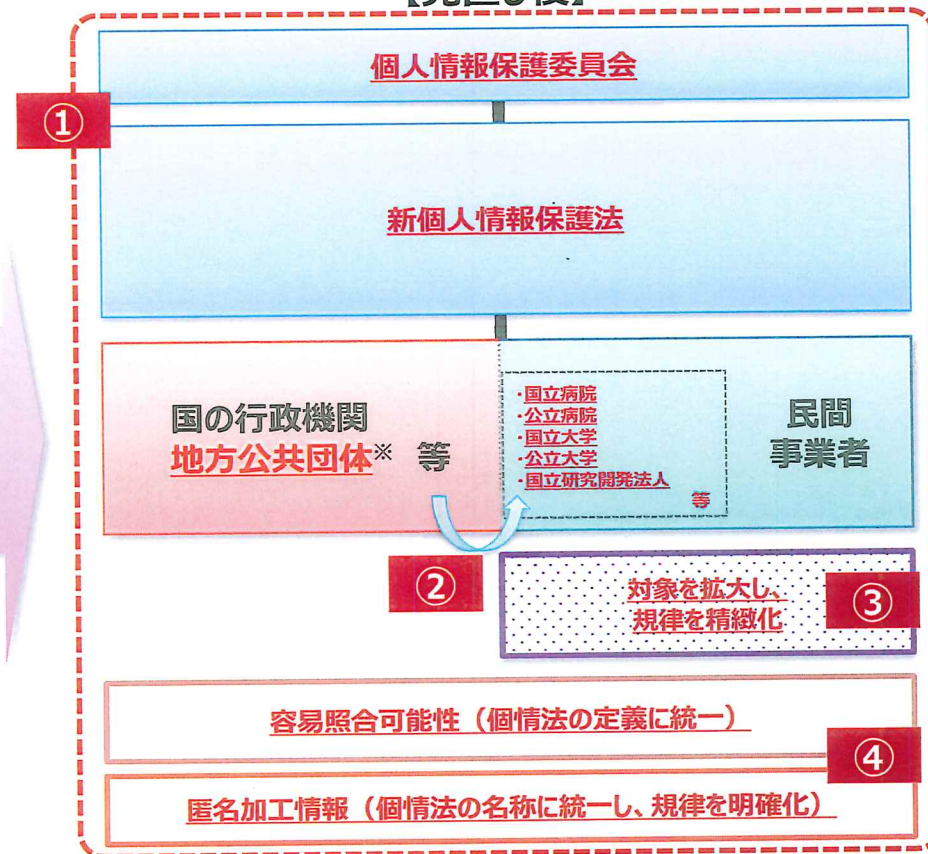 個人情報保護委員会
①
新個人情報保護法
国の行政機関
地方公共団体※ 等
・国立病院
・公立病院
・国立大学
・公立大学
・国立研究開発法人
等
民間
事業者
②
対象を拡大し、
規律を精緻化
③
容易照合可能性（個情法の定義に統一）
④
匿名加工情報（個情法の名称に統一し、規律を明確化）